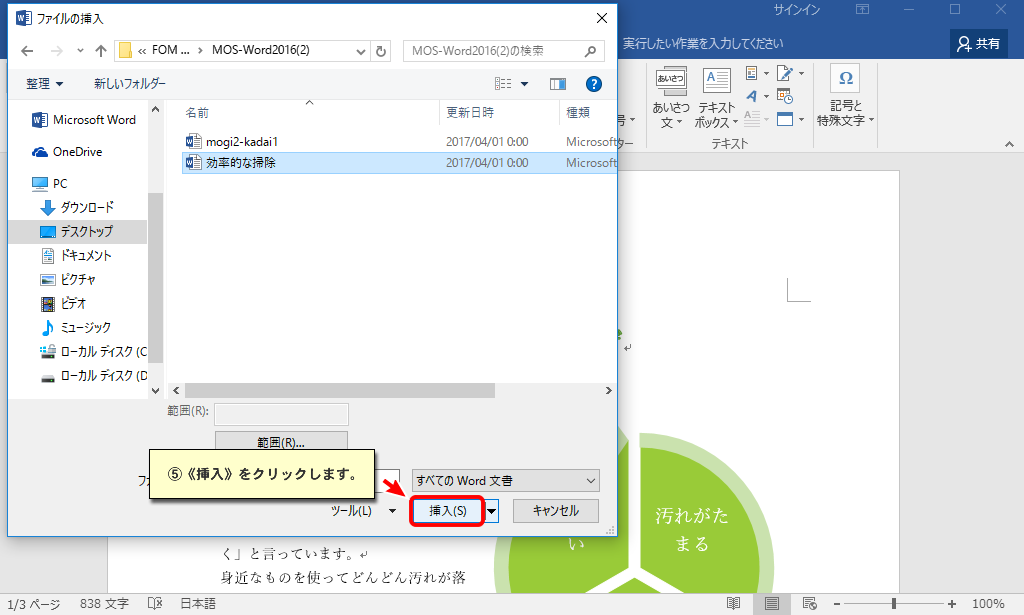 ファイルの挿入
サインイン
« FOM ... › MOS-Word2016(2)
MOS-Word2016(2)の検索
実行したい作業を入力してください
共有
整理
新しいフォルダー
名前
更新日時
種類
Microsoft Word
OneDrive
PC
ダウンロード
デスクトップ
ドキュメント
ピクチャ
ビデオ
ミュージック
ローカル ディスク (C
ローカル ディスク (D
mogi2-kadai1 2017/04/01 0:00 Microsoft
効率的な掃除 2017/04/01 0:00 Microsoft
あいさつ
あいさつ
文
テキスト
ボックス
記号と
特殊文字
テキスト
範囲(R):
範囲(R)...
⑤《挿入》をクリックします。
すべての Word 文書
ツール(L)
挿入(S)
キャンセル
汚れがた
まる
い
く」と言っています。
身近なものを使ってどんどん汚れが落
1/3 ページ 838 文字 日本語 100%